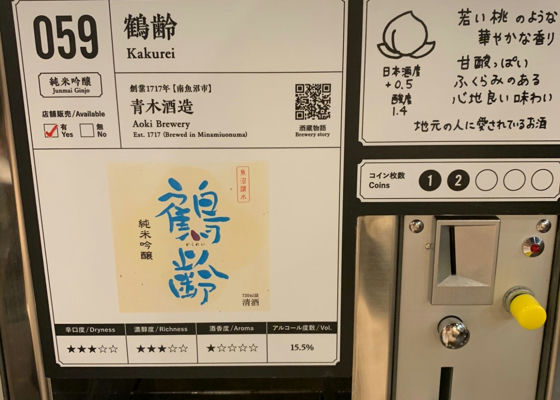 059
鶴齢
Kakurei
純米吟醸
Junmai Ginjo
店舗販売/Available
有
Yes
無
No
創業1717年【南魚沼市】
青木酒造
Aoki Brewery
Est. 1717 (Brewed in Minamiuonuma)
酒蔵物語
Brewery story
魚沼讃水
鶴齢
かくれい
純米吟醸
720ml詰
清酒
辛口度/Dryness
濃醇度/Richness
酒香度/Aroma
アルコール度数/Vol.
★★★☆☆
★★★☆☆
★☆☆☆☆
15.5%
若い桃のような
華やかな香り
甘酸っぱい
ふくらみのある
心地良い味わい
日本酒度
+0.5
酸度
1.4
地元の人に愛されているお酒
コイン枚数
Coins
1 2